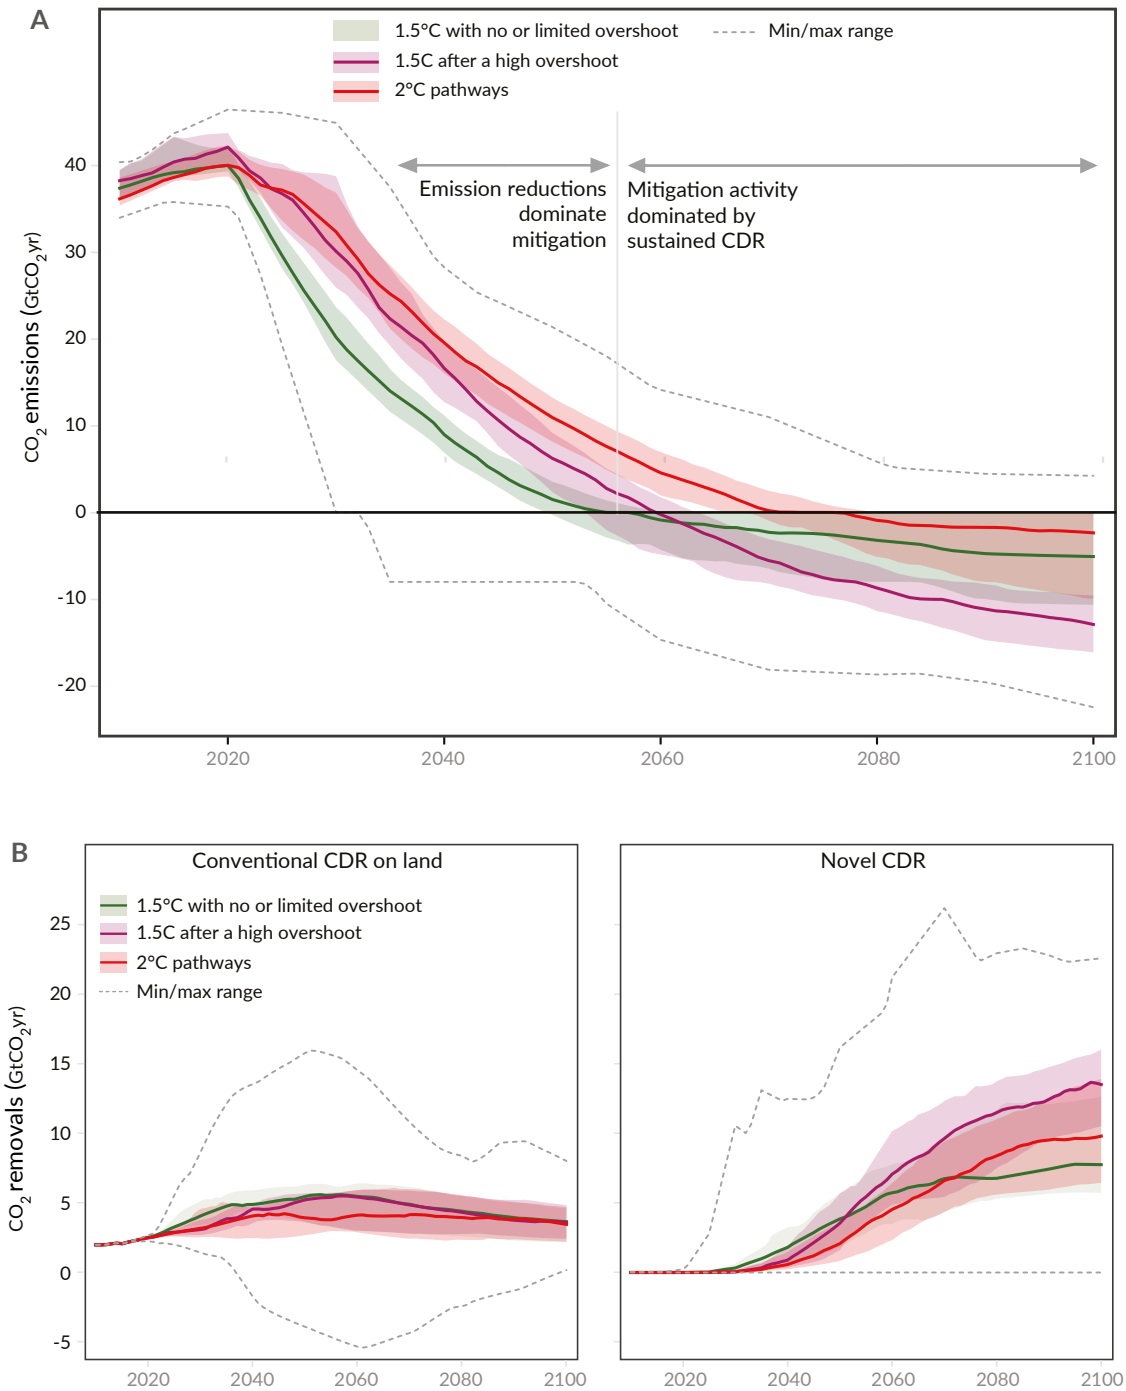 A
1.5°C with no or limited overshoot
Min/max range
1.5C after a high overshoot
2°C pathways
Emission reductions
dominate
mitigation
Mitigation activity
dominated by
sustained CDR
CO2 emissions (GtCO2yr)
40
30
20
10
0
-10
-20
2020
2040
2060
2080
2100
B
Conventional CDR on land
1.5°C with no or limited overshoot
1.5C after a high overshoot
2°C pathways
Min/max range
CO2 removals (GtCO2yr)
25
20
15
10
5
0
-5
2020
2040
2060
2080
2100
Novel CDR
2020
2040
2060
2080
2100